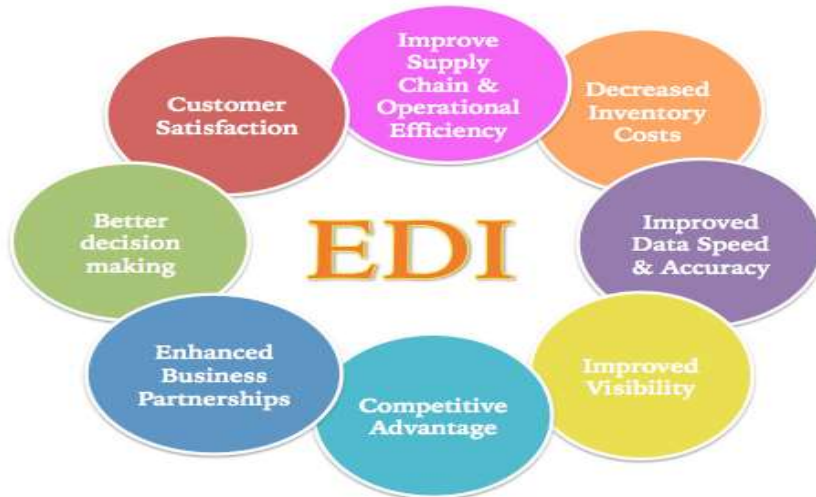 Improve
Supply
Chain &
Operational
Efficiency
Decreased
Inventory
Costs
Improved
Data Speed
& Accuracy
Improved
Visibility
Competitive
Advantage
Enhanced
Business
Partnerships
Better
decision
making
Customer
Satisfaction
EDI